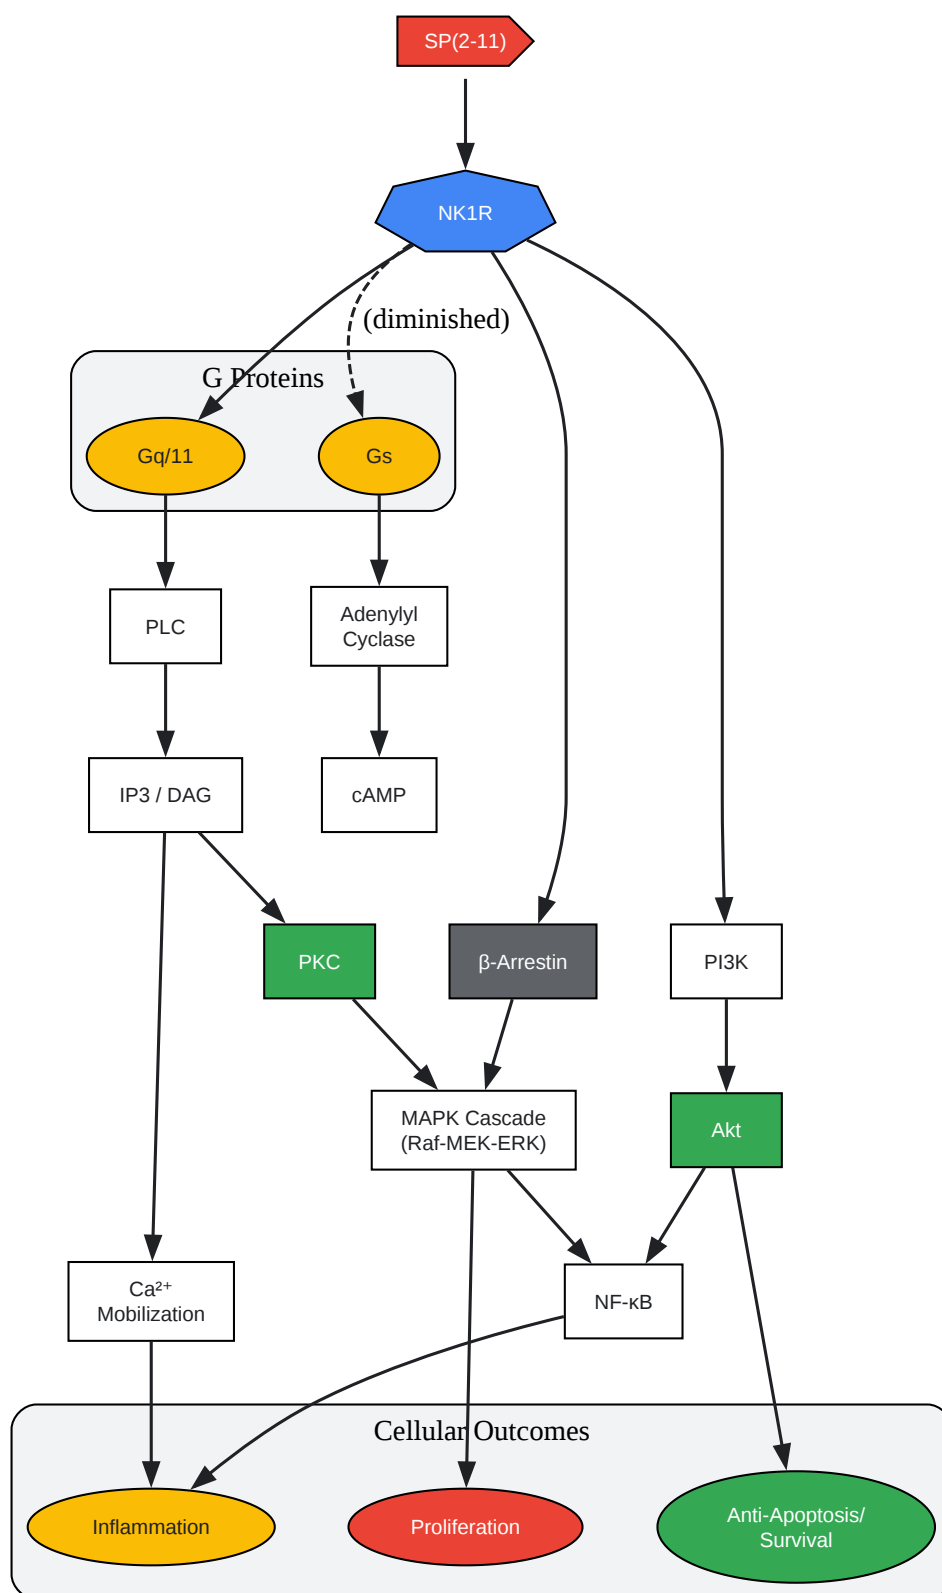 SP(2-11)
NK1R
(diminished)
G Proteins
Gq/11
Gs
PLC
Adenylyl
Cyclase
IP3 / DAG
cAMP
PKC
β-Arrestin
PI3K
MAPK Cascade
(Raf-MEK-ERK)
Akt
Ca²⁺
Mobilization
NF-κB
Cellular Outcomes
Inflammation
Proliferation
Anti-Apoptosis/
Survival